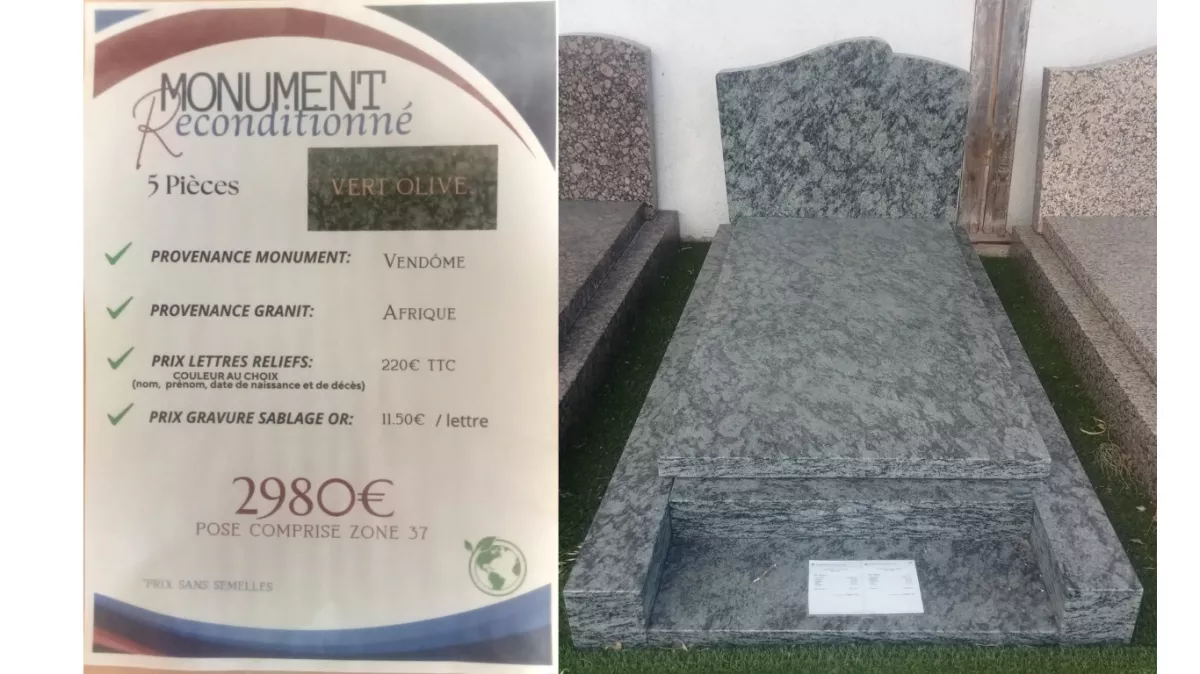 MONUMENT
Reconditionné
5 Pièces
VERT OLIVE
PROVENANCE MONUMENT: VENDÔME
PROVENANCE GRANIT: AFRIQUE
PRIX LETTRES RELIEFS: 220€ TTC
COULEUR AU CHOIX
(nom, prénom, date de naissance et de décès)
PRIX GRAVURE SABLAGE OR: 11.50€ / lettre
2980€
POSE COMPRISE ZONE 37
*PRIX SANS SEMELLES